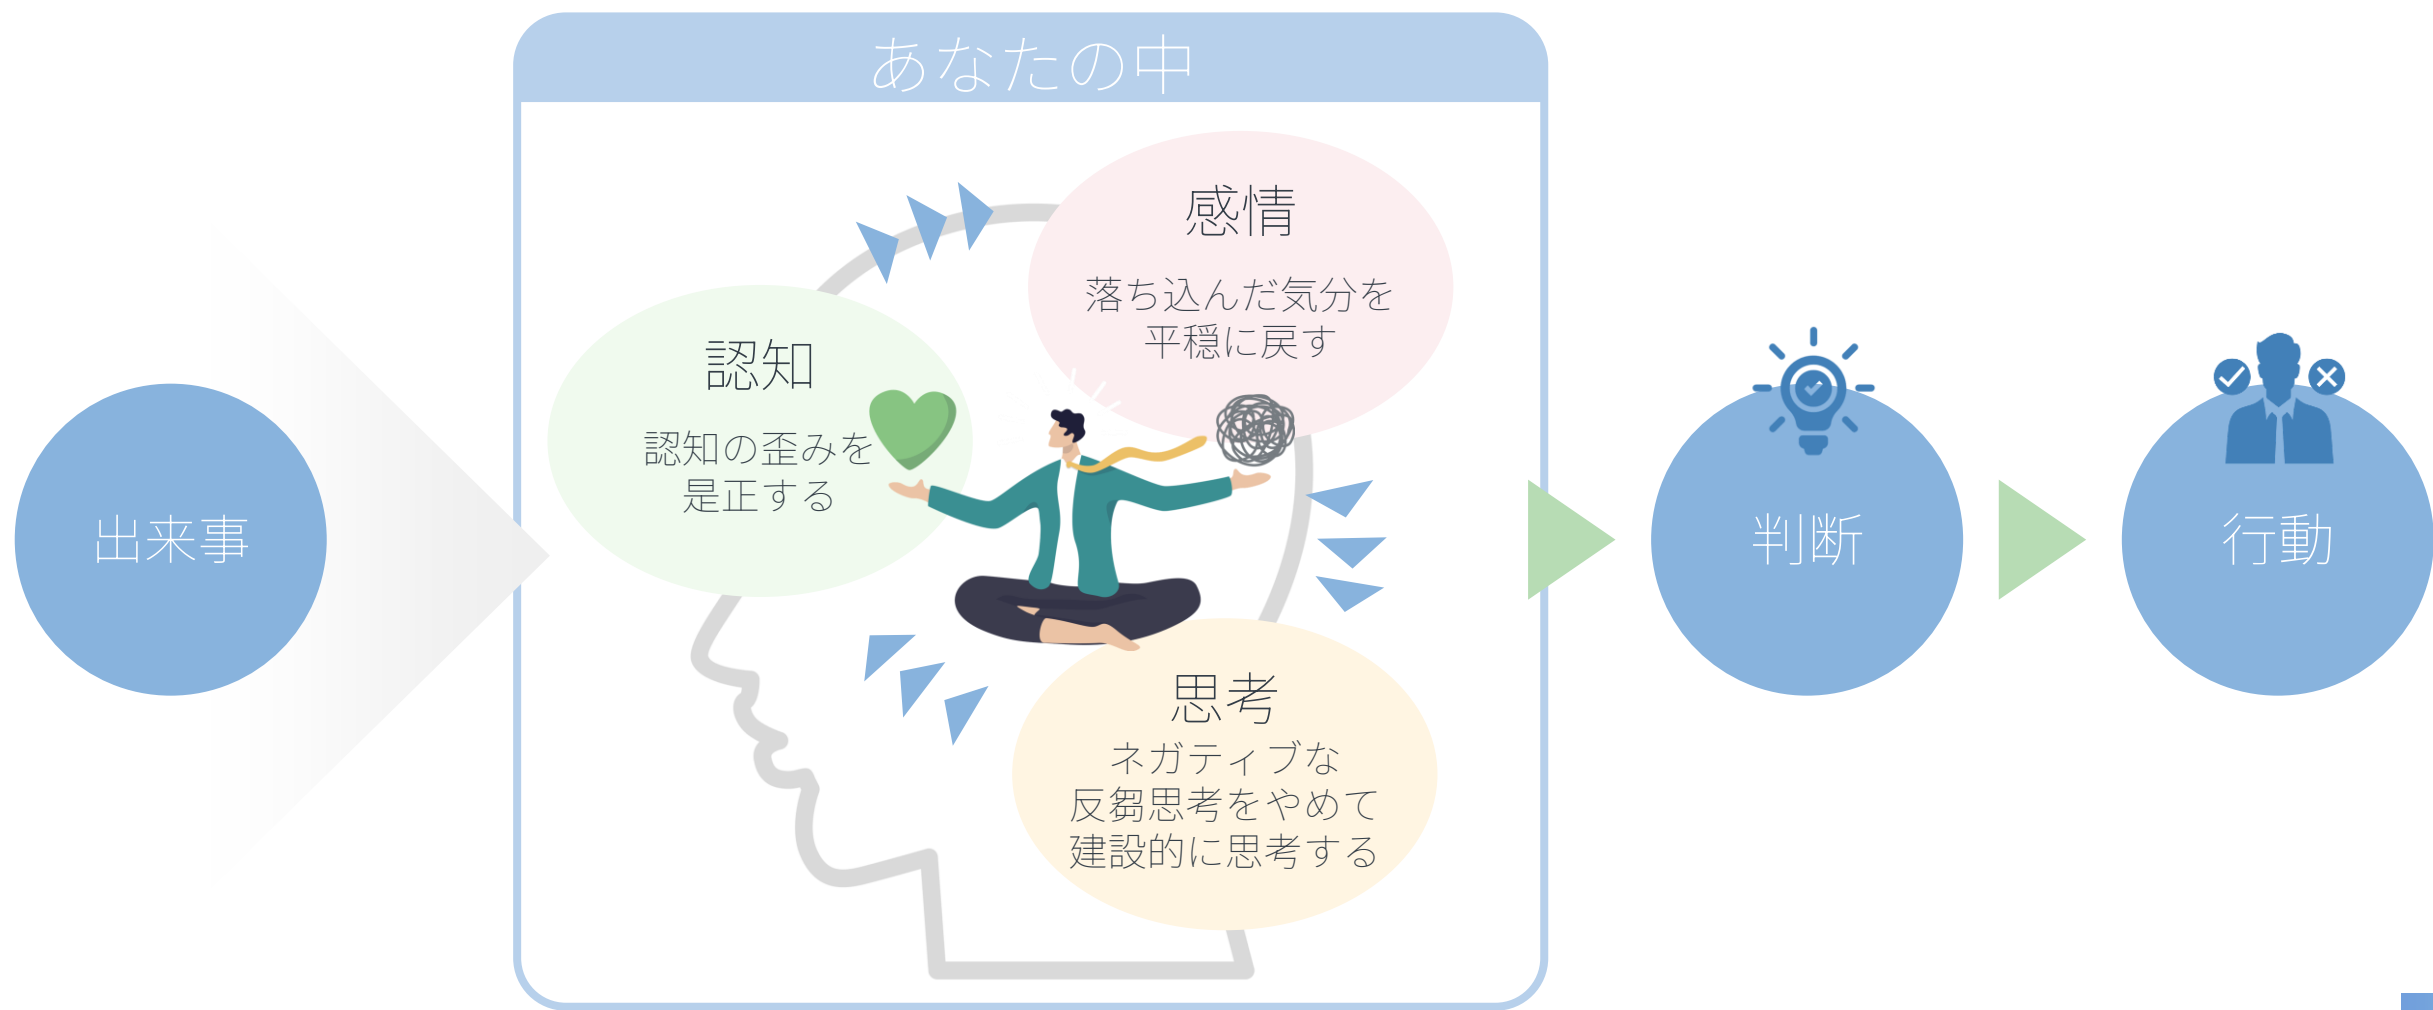 あなたの中
出来事
認知
認知の歪みを
是正する
感情
落ち込んだ気分を
平穏に戻す
思考
ネガティブな
反芻思考をやめて
建設的に思考する
判断
行動